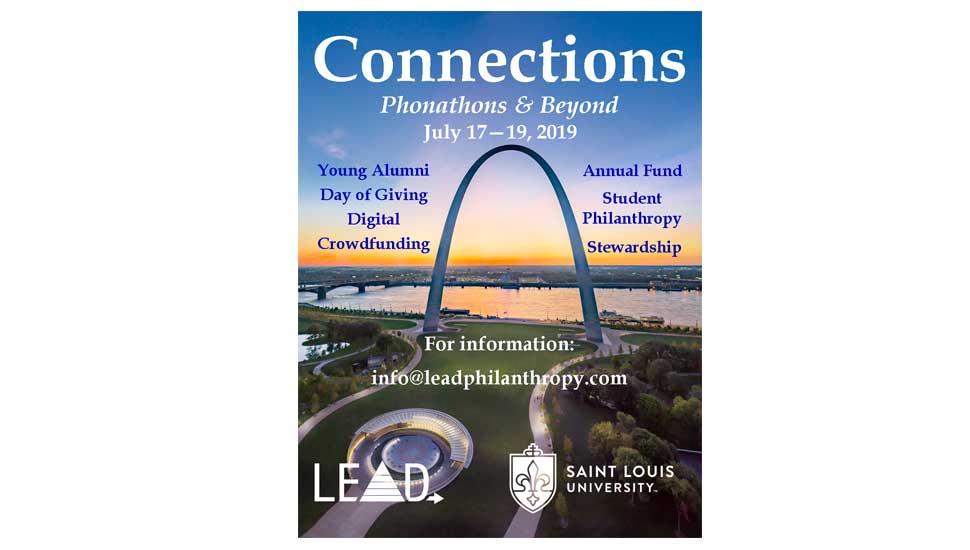 Connections
Phonathons & Beyond
July 17—19, 2019
Young Alumni
Day of Giving
Digital
Crowdfunding
Annual Fund
Student
Philanthropy
Stewardship
For information:
info@leadphilanthropy.com
LEAD
SAINT LOUIS
UNIVERSITY™